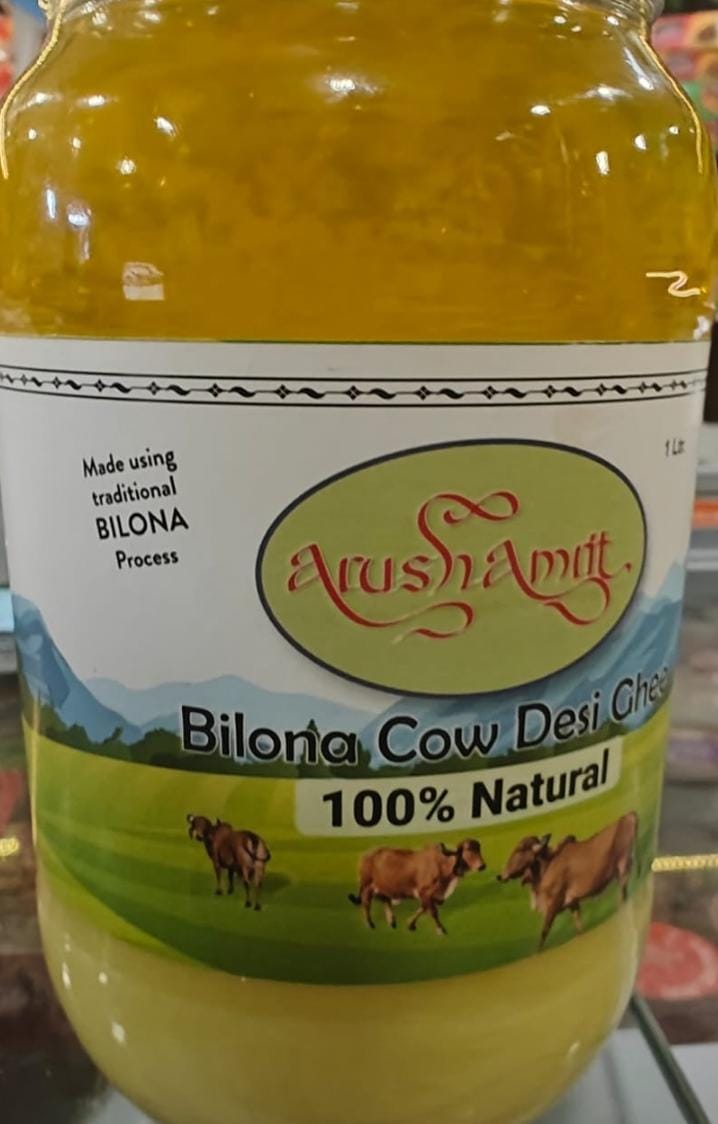 Made using
traditional
BILONA
Process
1 Ltr.
ArushAmrit
Bilona Cow Desi Ghee
100% Natural